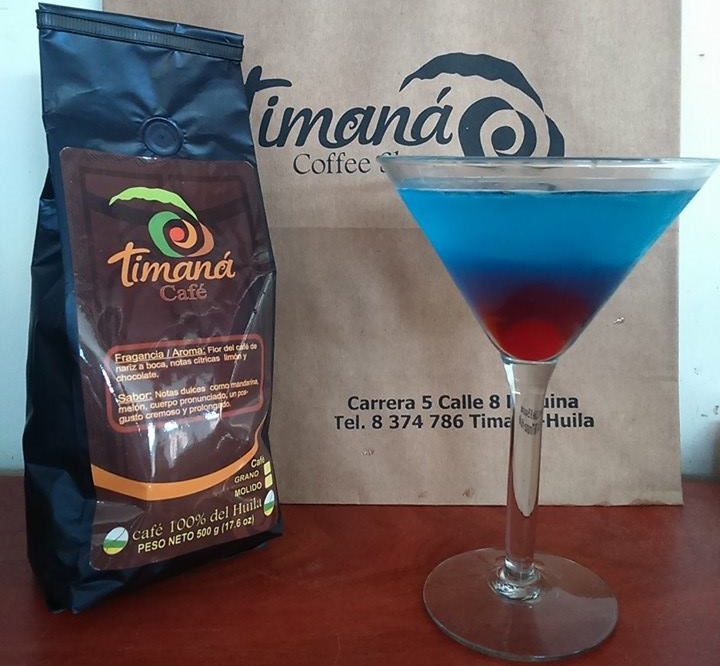 Timaná
Café
Fragancia / Aroma: Flor del café de
nariz a boca, notas cítricas limón y
chocolate.
Sabor: Notas dulces como mandarina,
melón, cuerpo pronunciado, un pos-
gusto cremoso y prolongado.
Café
GRANO
MOLIDO
café 100% del Huila
PESO NETO 500 g (17.6 oz)
Timaná
Coffee
Carrera 5 Calle 8
Tel. 8 374 786 -Huila